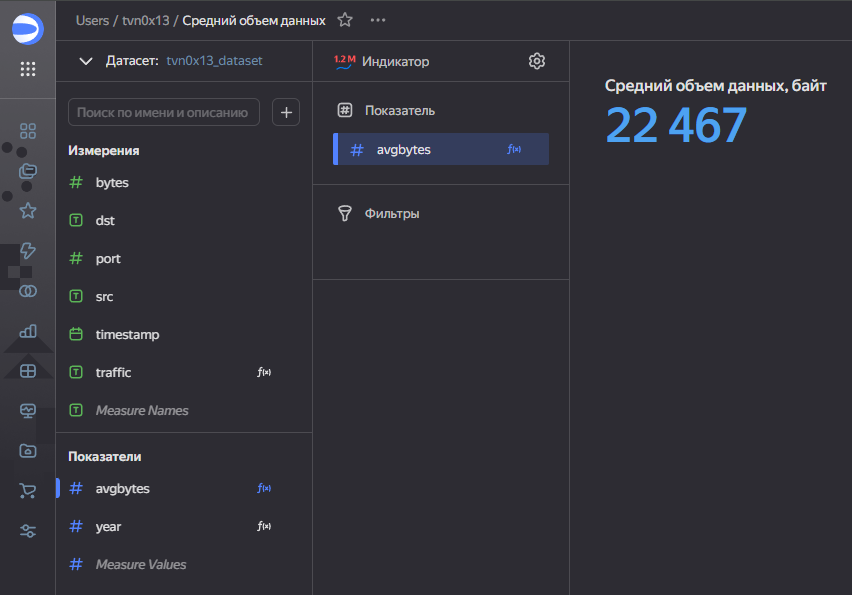 Users / tvn0x13 / Средний объем данных
Датасет: tvn0x13_dataset
Поиск по имени и описанию
+
Измерения
# bytes
T dst
# port
T src
timestamp
T traffic f(x)
T Measure Names
Показатели
# avgbytes f(x)
# year f(x)
# Measure Values
1.2 M Индикатор
# Показатель
# avgbytes f(x)
Фильтры
Средний объем данных, байт
22 467